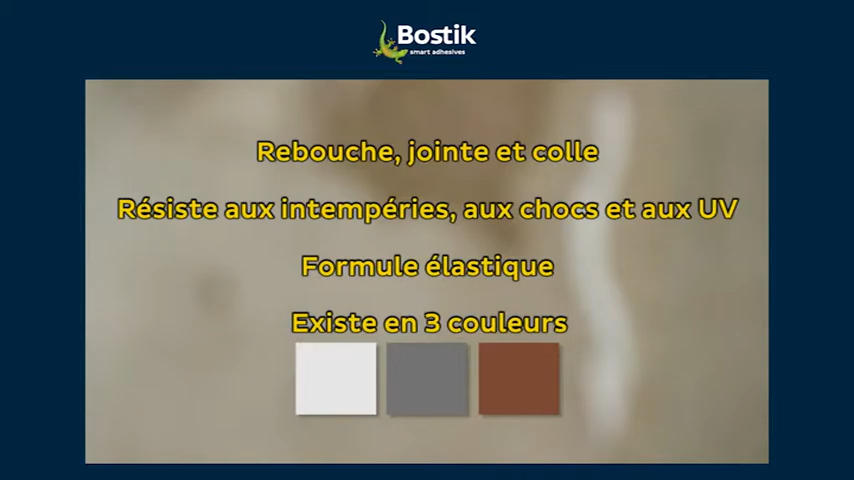 Bostik
smart adhesives
Rebouche, jointe et colle
Résiste aux intempéries, aux chocs et aux UV
Formule élastique
Existe en 3 couleurs